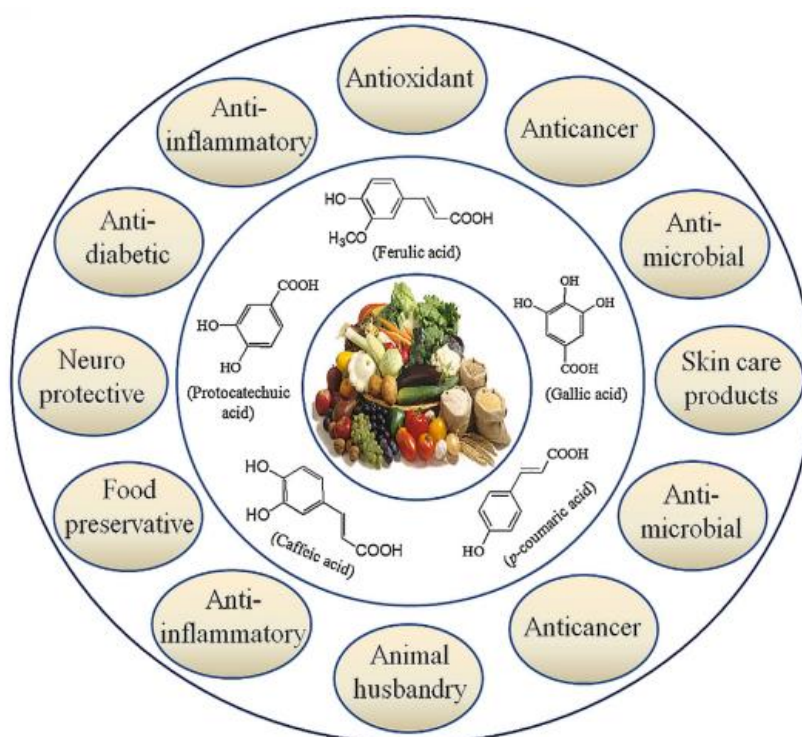 Antioxidant
Anticancer
Anti-
microbial
Skin care
products
Anti-
microbial
Anticancer
Animal
husbandry
Anti-
inflammatory
Food
preservative
Neuro
protective
Anti-
diabetic
Anti-
inflammatory
HO
H₃CO
COOH
(Ferulic acid)
OH
HO
OH
COOH
(Gallic acid)
COOH
HO
(p-coumaric acid)
HO
HO
COOH
(Caffeic acid)
COOH
HO
HO
(Protocatechuic
acid)